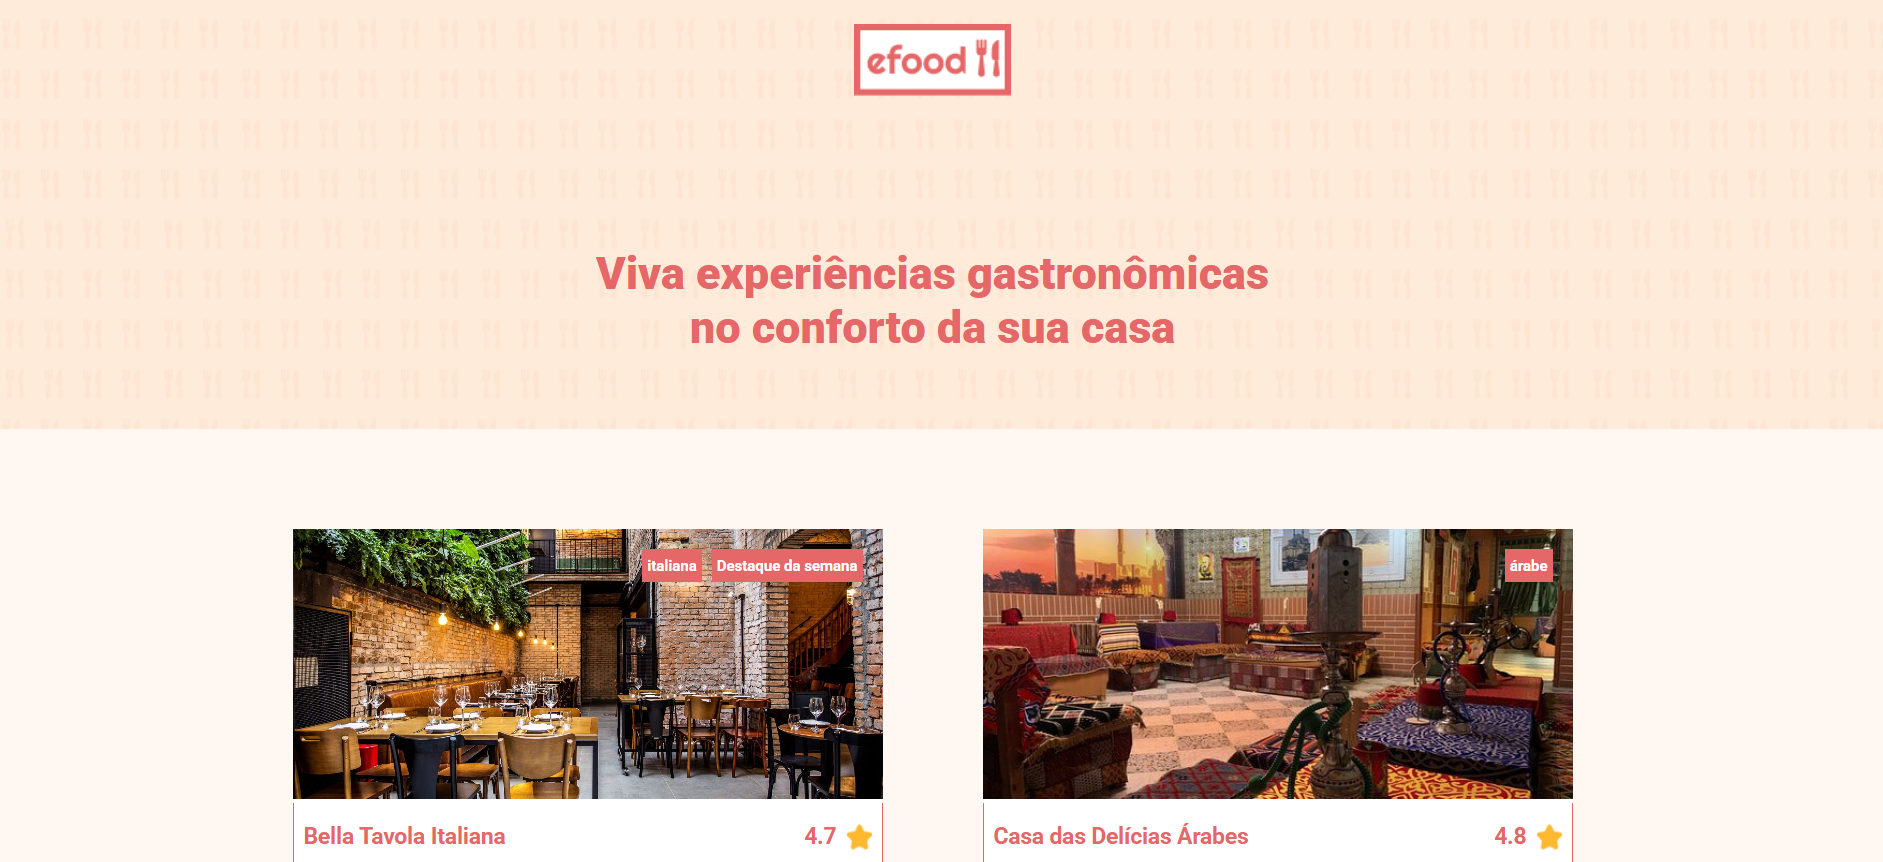 efood
Viva experiências gastronômicas
no conforto da sua casa
italiana
Destaque da semana
árabe
Bella Tavola Italiana
4.7
Casa das Delícias Árabes
4.8